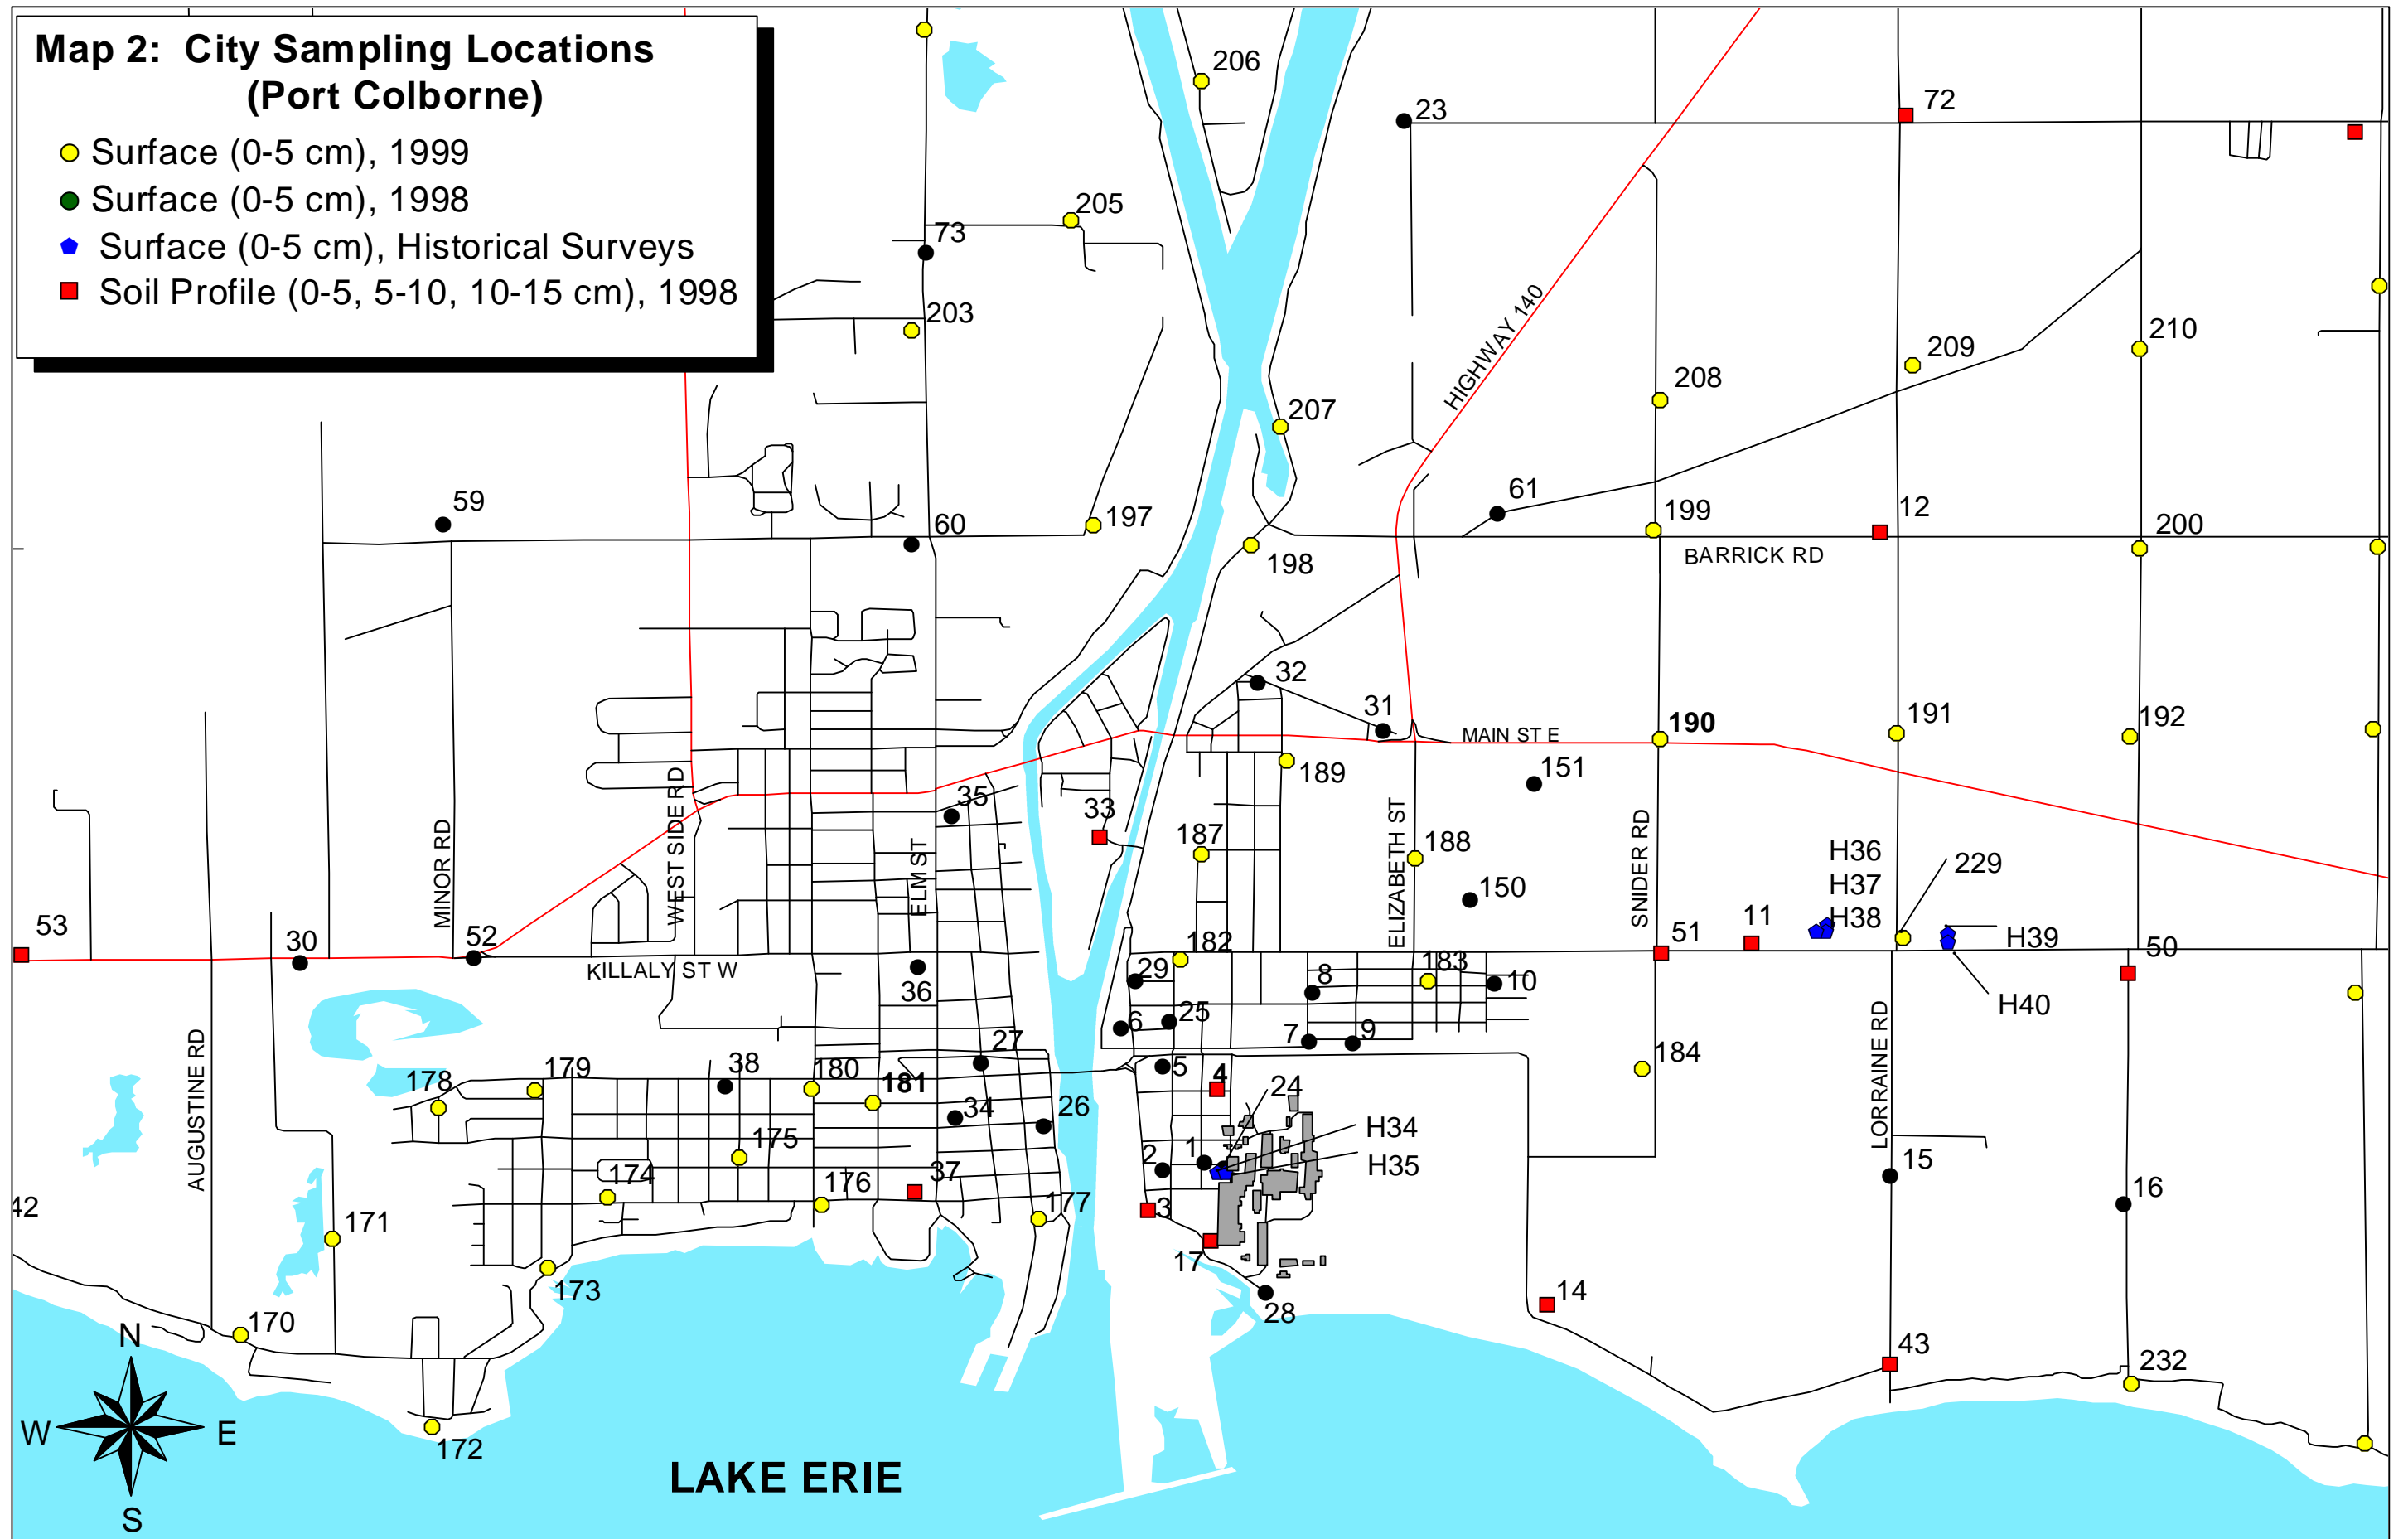 Map 2: City Sampling Locations
(Port Colborne)
Surface (0-5 cm), 1999
Surface (0-5 cm), 1998
Surface (0-5 cm), Historical Surveys
Soil Profile (0-5, 5-10, 10-15 cm), 1998
206
23
72
205
73
203
HIGHWAY 140
210
209
208
207
59
60
197
61
199
12
200
198
BARRICK RD
32
31
MAIN ST E
190
191
192
189
151
WEST SIDE RD
35
33
MINOR RD
ELM ST
187
ELIZABETH ST
188
SNIDER RD
H36
H37
H38
229
150
53
30
52
KILLALY ST W
36
182
51
11
H39
50
29
8
183
10
H40
6
25
7
9
AUGUSTINE RD
27
LORRAINE RD
184
178
179
38
180
181
5
4
24
34
26
H34
175
1
H35
2
15
42
174
176
37
16
171
177
3
17
173
14
28
170
43
232
172
N
W
E
S
LAKE ERIE